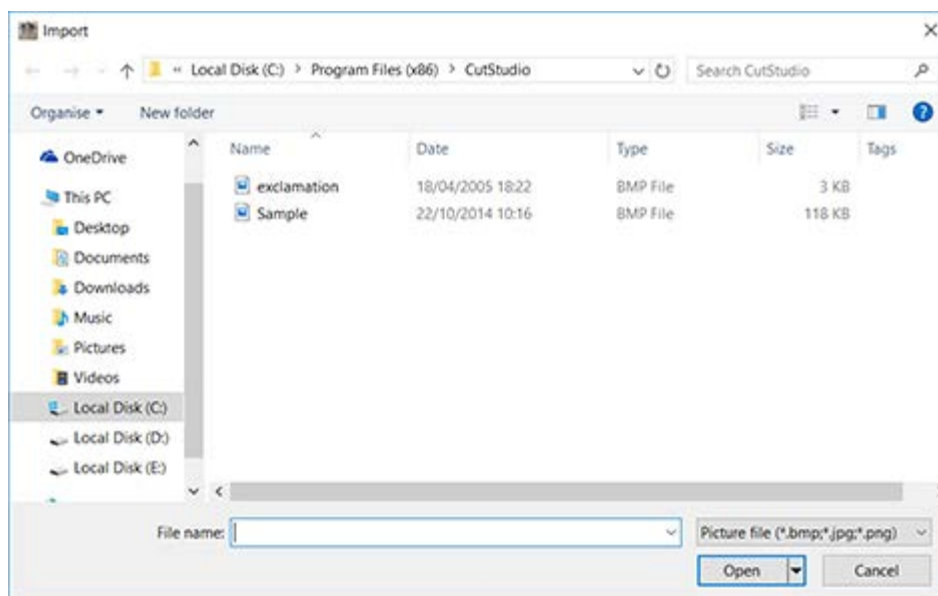 Import
« Local Disk (C:) > Program Files (x86) > CutStudio
Search CutStudio
Organise
New folder
Name Date Type Size Tags
exclamation 18/04/2005 18:22 BMP File 3 KB
Sample 22/10/2014 10:16 BMP File 118 KB
OneDrive
This PC
Desktop
Documents
Downloads
Music
Pictures
Videos
Local Disk (C:)
Local Disk (D:)
Local Disk (E:)
File name:
Picture file (*.bmp;*.jpg;*.png)
Open
Cancel